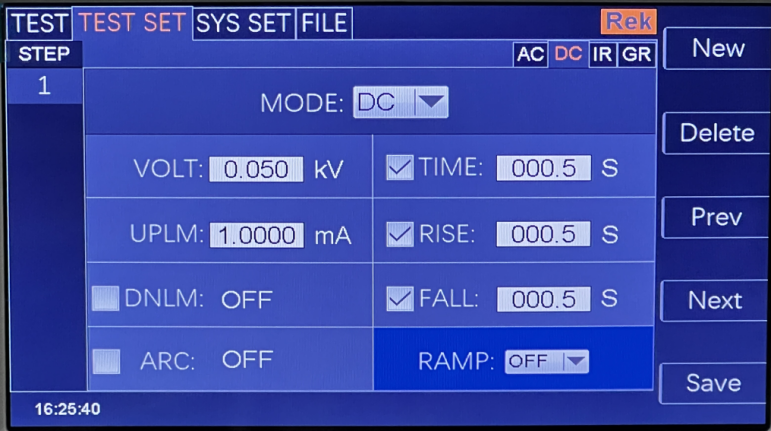 TEST TEST SET SYS SET FILE Rek
STEP AC DC IR GR
1
MODE: DC
VOLT: 0.050 kV TIME: 000.5 S
UPLM: 1.0000 mA RISE: 000.5 S
DNLM: OFF FALL: 000.5 S
ARC: OFF RAMP: OFF
16:25:40
New
Delete
Prev
Next
Save